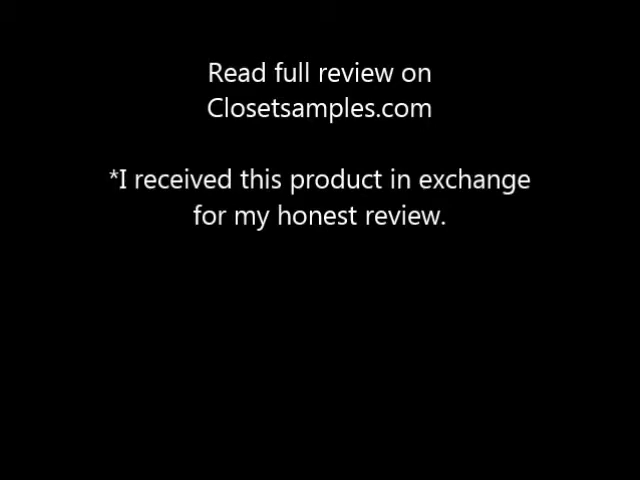 Read full review on
Closetsamples.com
*I received this product in exchange
for my honest review.